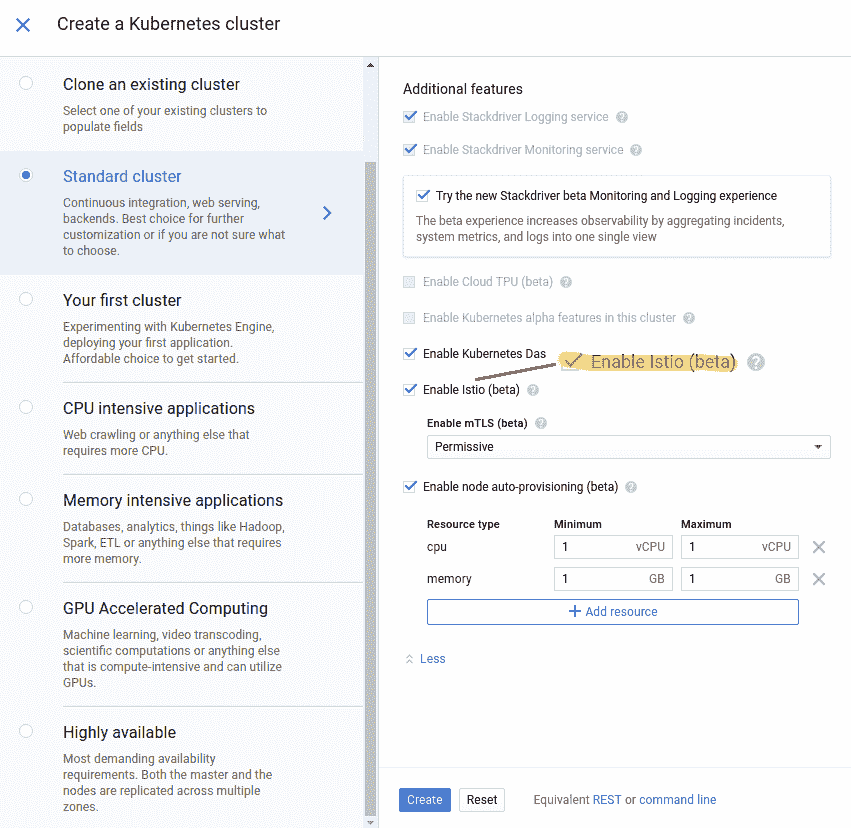 Create a Kubernetes cluster
Clone an existing cluster
Select one of your existing clusters to
populate fields
Standard cluster
Continuous integration, web serving,
backends. Best choice for further
customization or if you are not sure what
to choose.
Your first cluster
Experimenting with Kubernetes Engine,
deploying your first application.
Affordable choice to get started.
CPU intensive applications
Web crawling or anything else that
requires more CPU.
Memory intensive applications
Databases, analytics, things like Hadoop,
Spark, ETL or anything else that requires
more memory.
GPU Accelerated Computing
Machine learning, video transcoding,
scientific computations or anything else
that is compute-intensive and can utilize
GPUs.
Highly available
Most demanding availability
requirements. Both the master and the
nodes are replicated across multiple
zones.
Additional features
Enable Stackdriver Logging service ?
Enable Stackdriver Monitoring service ?
Try the new Stackdriver beta Monitoring and Logging experience
The beta experience increases observability by aggregating incidents,
system metrics, and logs into one single view
Enable Cloud TPU (beta) ?
Enable Kubernetes alpha features in this cluster ?
Enable Kubernetes Das
Enable Istio (beta) ?
Enable Istio (beta) ?
Enable mTLS (beta) ?
Permissive
Enable node auto-provisioning (beta) ?
Resource type Minimum Maximum
cpu 1 vCPU 1 vCPU
memory 1 GB 1 GB
+ Add resource
Less
Create Reset Equivalent REST or command line